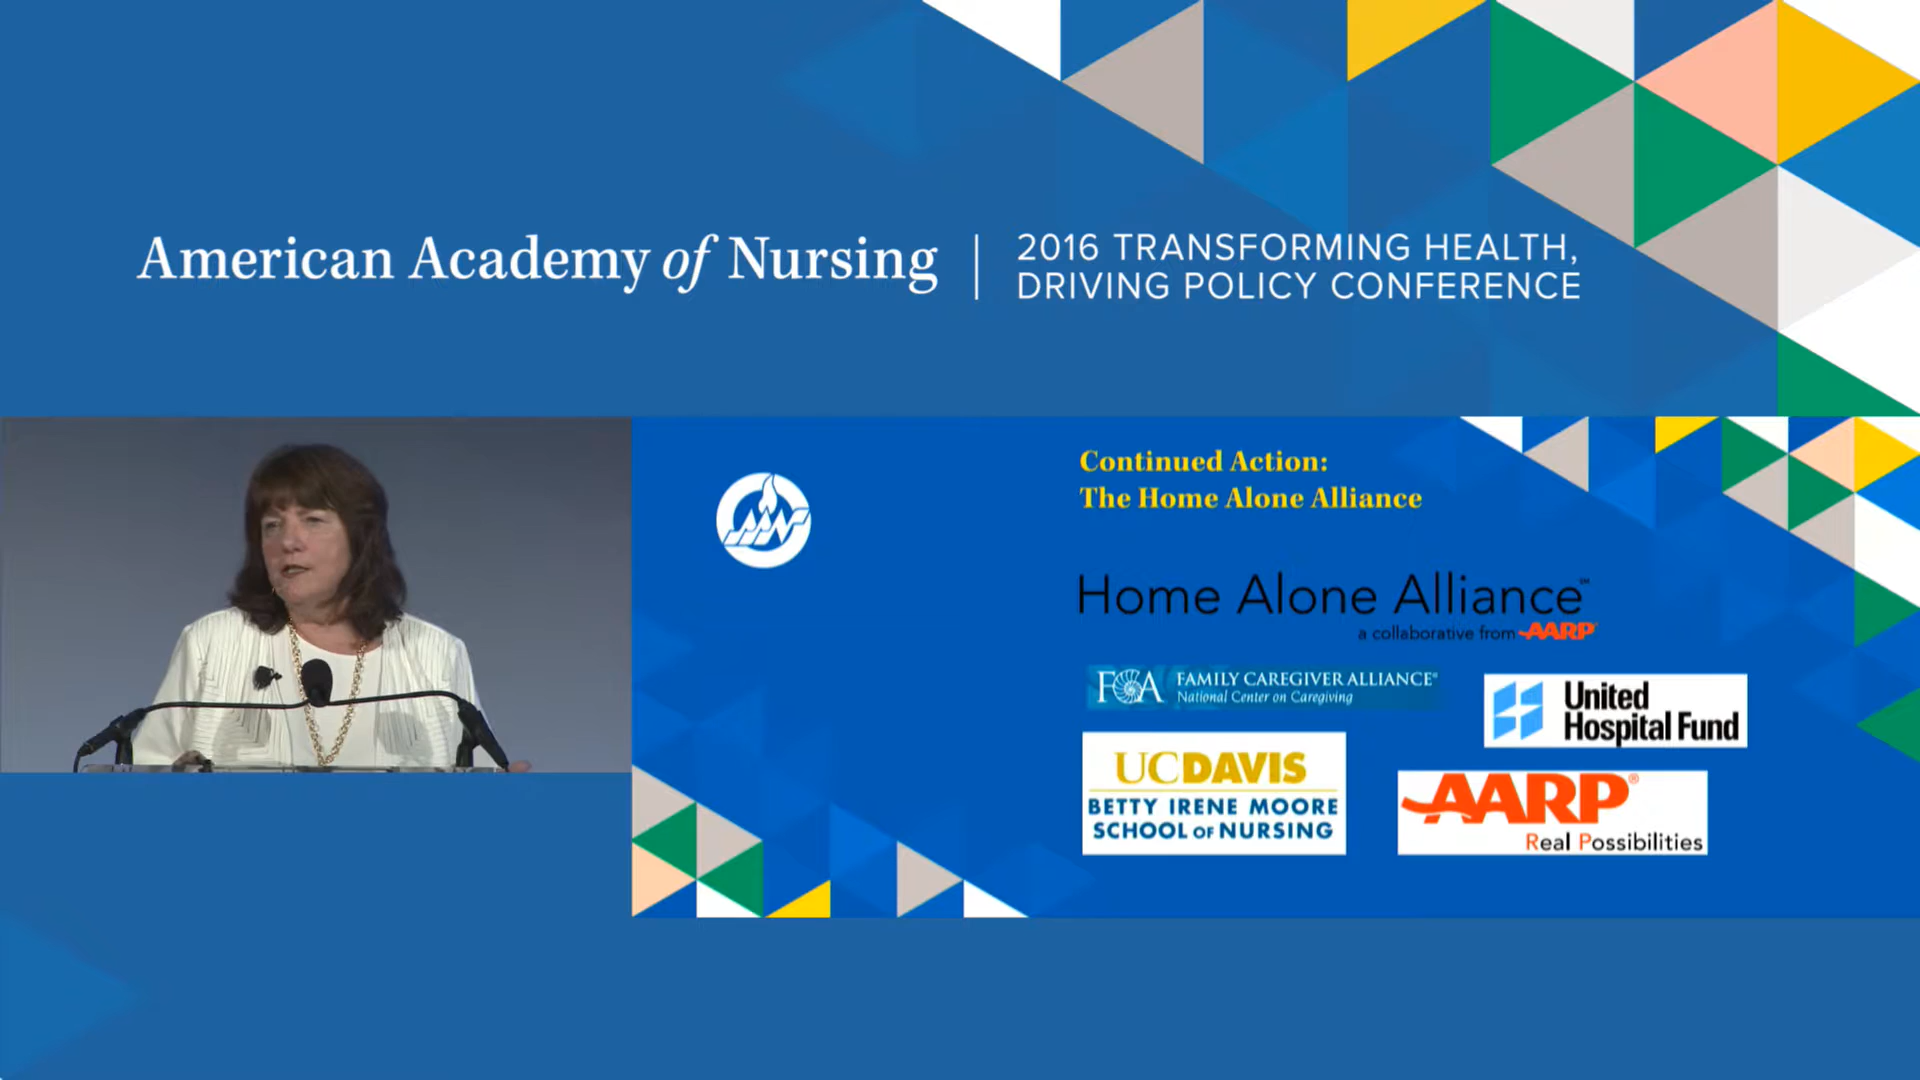 American Academy of Nursing
2016 TRANSFORMING HEALTH,
DRIVING POLICY CONFERENCE
Continued Action:
The Home Alone Alliance
Home Alone Alliance℠
a collaborative from AARP®
FCA FAMILY CAREGIVER ALLIANCE®
National Center on Caregiving
United
Hospital Fund
UCDAVIS
BETTY IRENE MOORE
SCHOOL OF NURSING
AARP®
Real Possibilities